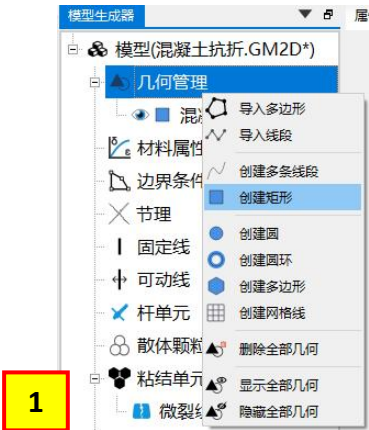 模型生成器
属
模型(混凝土抗折.GM2D*)
几何管理
导入多边形
导入线段
材料属性
创建多条线段
边界条件
创建矩形
节理
创建圆
固定线
创建圆环
可动线
创建多边形
杆单元
创建网格线
散体颗粒
删除全部几何
粘结单元
显示全部几何
1
微裂
隐藏全部几何